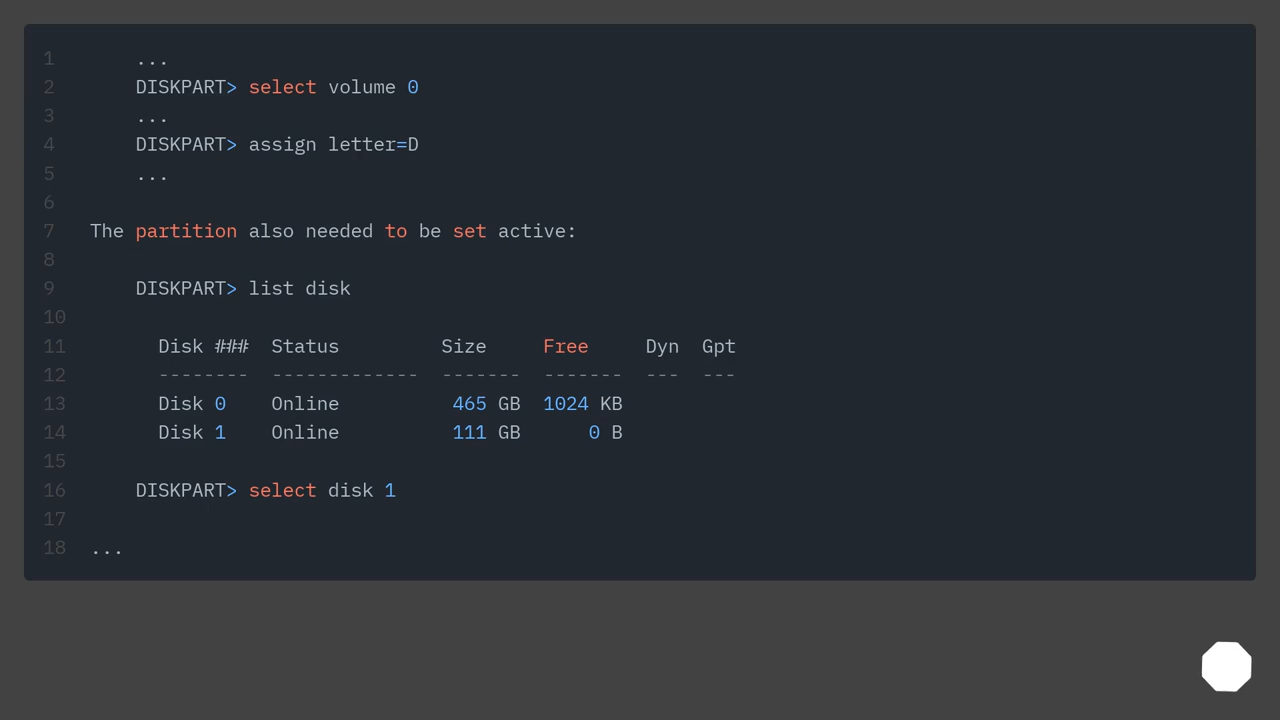 1 ...
2 DISKPART> select volume 0
3 ...
4 DISKPART> assign letter=D
5 ...
6
7 The partition also needed to be set active:
8
9 DISKPART> list disk
10
11 Disk ### Status Size Free Dyn Gpt
12 -------- ------------- ------- ------- --- ---
13 Disk 0 Online 465 GB 1024 KB
14 Disk 1 Online 111 GB 0 B
15
16 DISKPART> select disk 1
17
18 ...